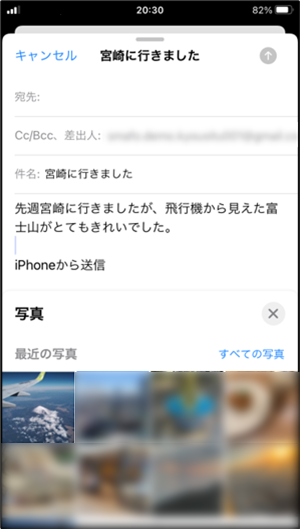 20:30
82%
キャンセル
宮崎に行きました
宛先:
Cc/Bcc、差出人:
件名: 宮崎に行きました
先週宮崎に行きましたが、飛行機から見えた富
士山がとてもきれいでした。
iPhoneから送信
写真
最近の写真
すべての写真